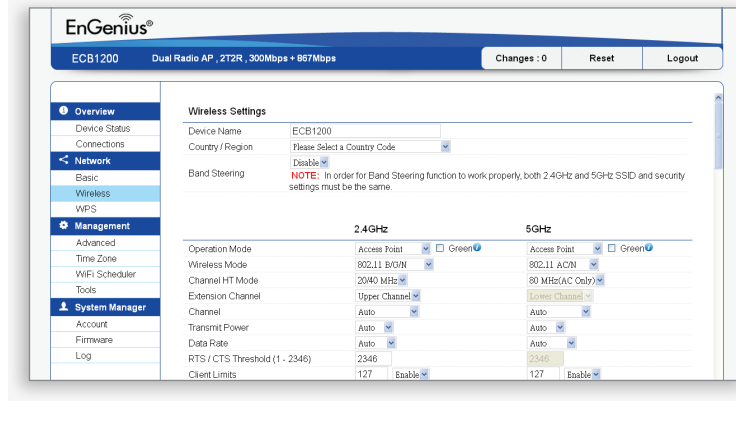 EnGenius®
ECB1200 Dual Radio AP , 2T2R , 300Mbps + 867Mbps Changes : 0 Reset Logout
Overview
Device Status
Connections
Network
Basic
Wireless
WPS
Management
Advanced
Time Zone
WiFi Scheduler
Tools
System Manager
Account
Firmware
Log
Wireless Settings
Device Name ECB1200
Country / Region Please Select a Country Code
Band Steering Disable
NOTE: In order for Band Steering function to work properly, both 2.4GHz and 5GHz SSID and security
settings must be the same.
2.4GHz 5GHz
Operation Mode Access Point Green Access Point Green
Wireless Mode 802.11 B/G/N 802.11 AC/N
Channel HT Mode 20/40 MHz 80 MHz(AC Only)
Extension Channel Upper Channel Lower Channel
Channel Auto Auto
Transmit Power Auto Auto
Data Rate Auto Auto
RTS / CTS Threshold (1 - 2346) 2346 2346
Client Limits 127 Enable 127 Enable